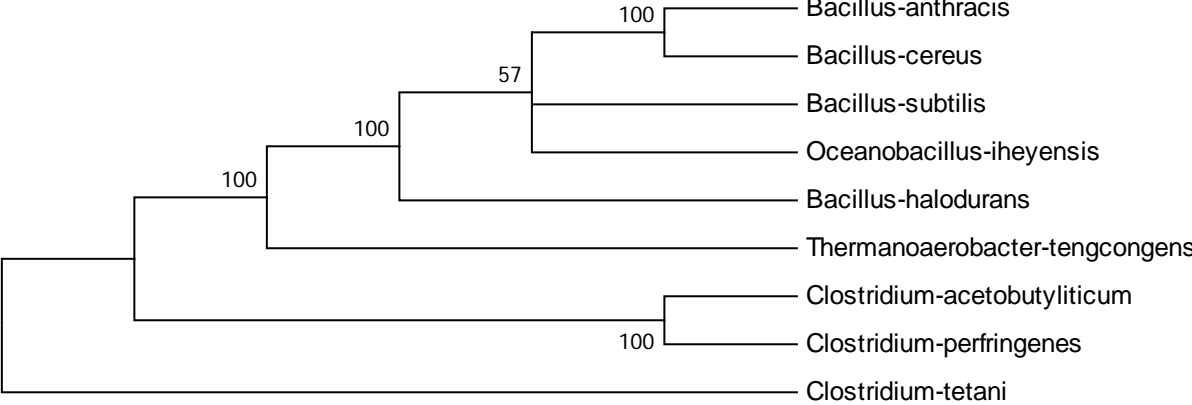 100
Bacillus-anthracis
Bacillus-cereus
57
Bacillus-subtilis
100
Oceanobacillus-iheyensis
100
Bacillus-halodurans
Thermanoaerobacter-tengcongens
Clostridium-acetobutyliticum
100
Clostridium-perfringenes
Clostridium-tetani